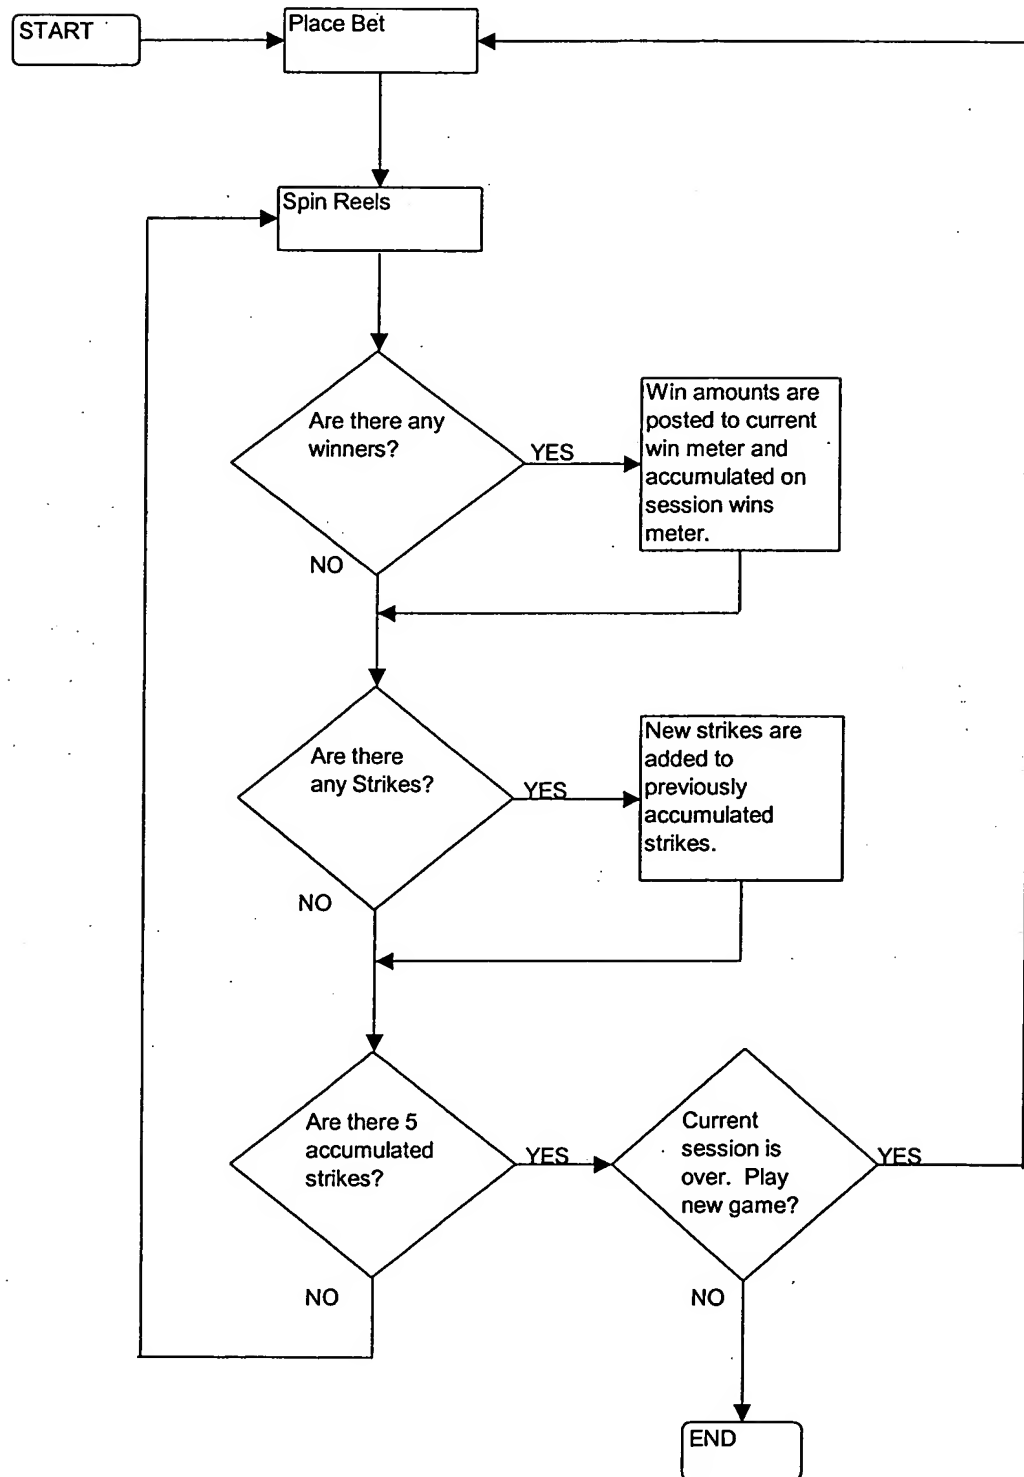 START
Place Bet
Spin Reels
Are there any
winners?
YES
Win amounts are
posted to current
win meter and
accumulated on
session wins
meter.
NO
Are there
any Strikes?
YES
New strikes are
added to
previously
accumulated
strikes.
NO
Are there 5
accumulated
strikes?
YES
Current
session is
over. Play
new game?
YES
NO
NO
END